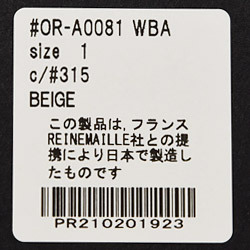 #OR-A0081 WBA
size 1
c/#315
BEIGE
この製品は,フランス
REINEMAILLE社との提
携により日本で製造し
たものです
PR210201923